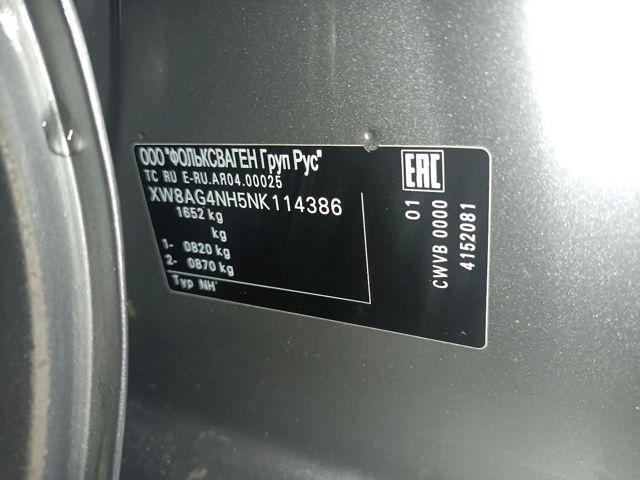 ООО "ФОЛЬКСВАГЕН Груп Рус"
TC RU E-RU.AR04.00025
XW8AG4NH5NK114386
1652 kg
kg
1- 0820 kg
2- 0870 kg
Typ NH
EAC
01
CWVB 0000
4152081